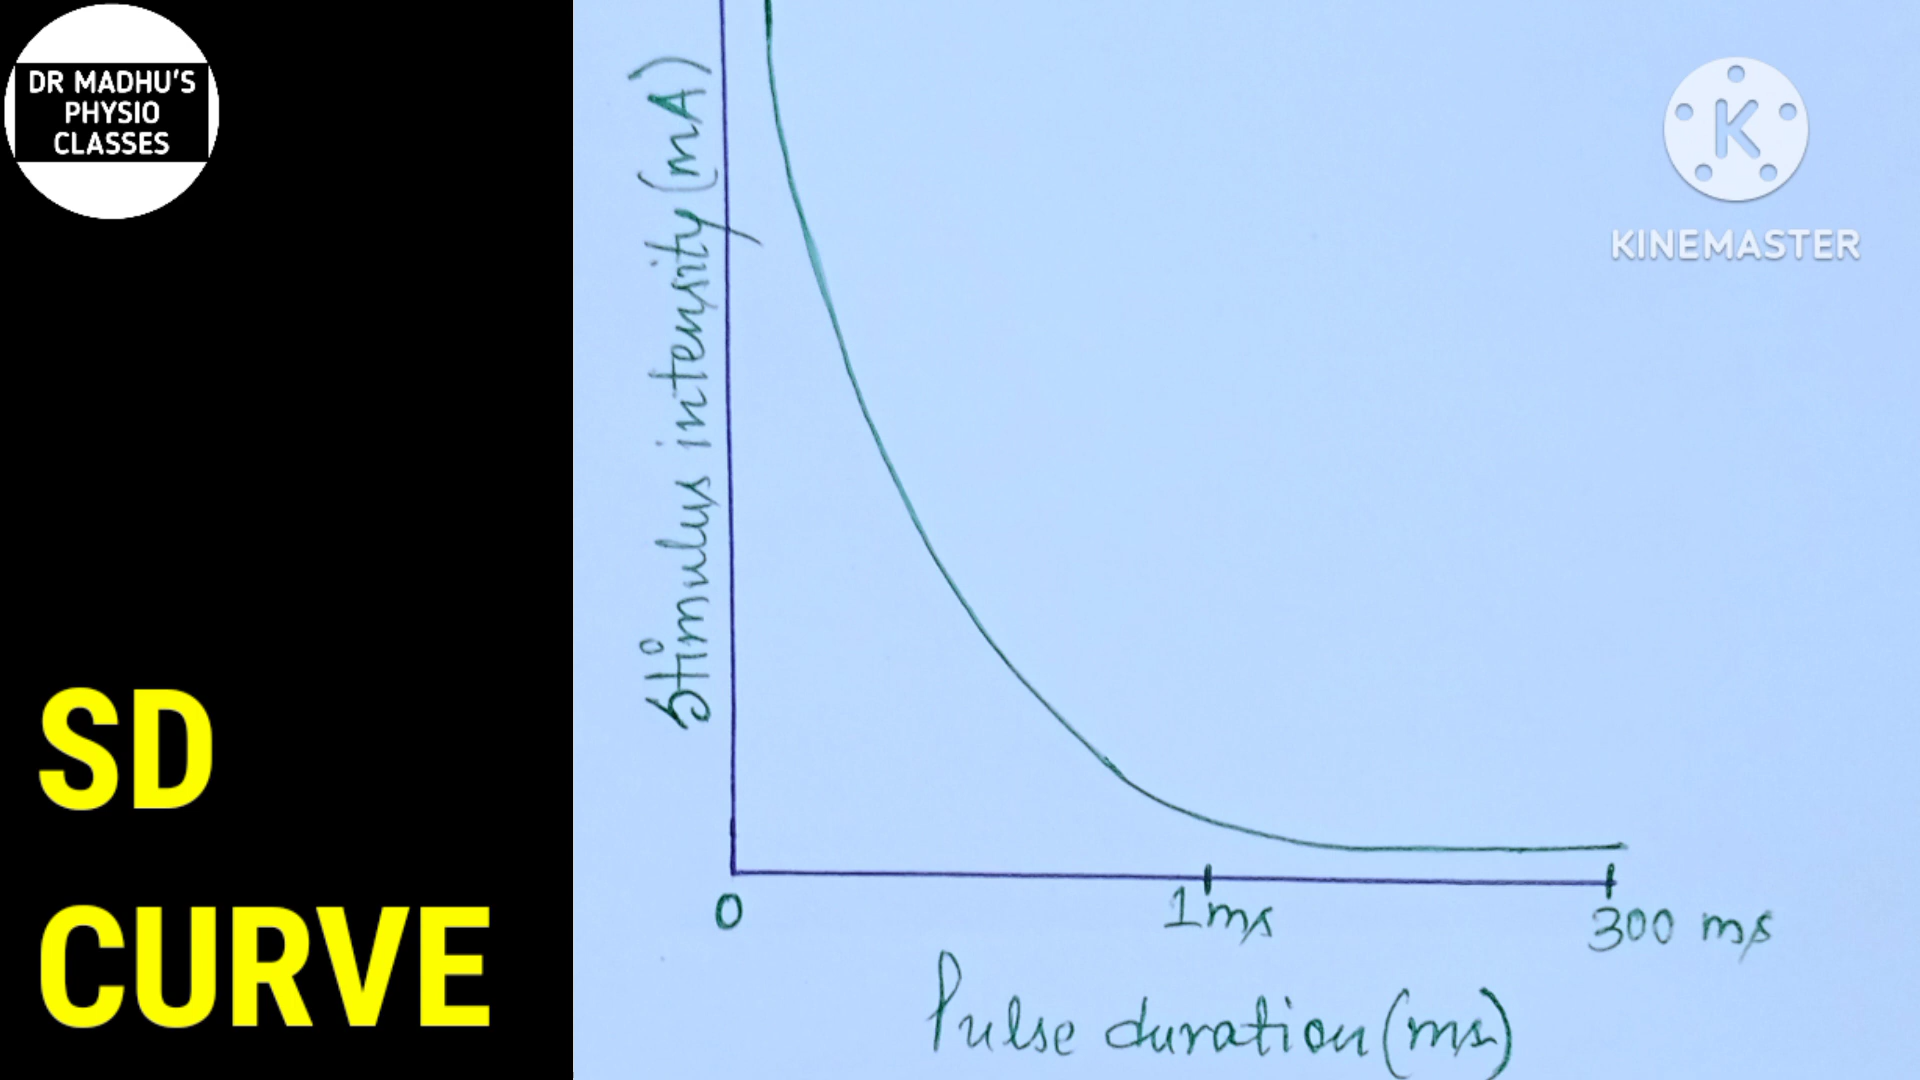 DR MADHU'S
PHYSIO
CLASSES
SD
CURVE
Stimulus intensity (mA)
KINEMASTER
0
1ms
300 ms
Pulse duration (ms)